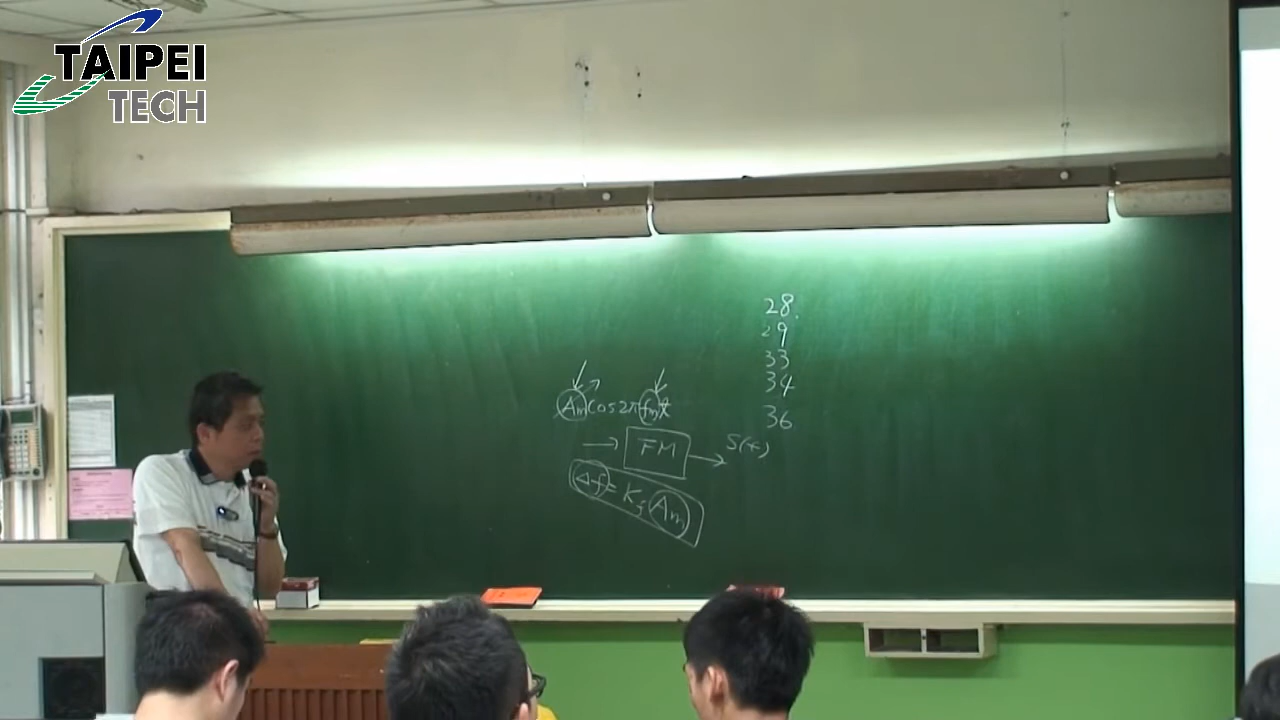 TAIPEI
TECH
28.
29
33
34
36
Am cos 2π fm t
FM
S(t)
Δf = Kf Am